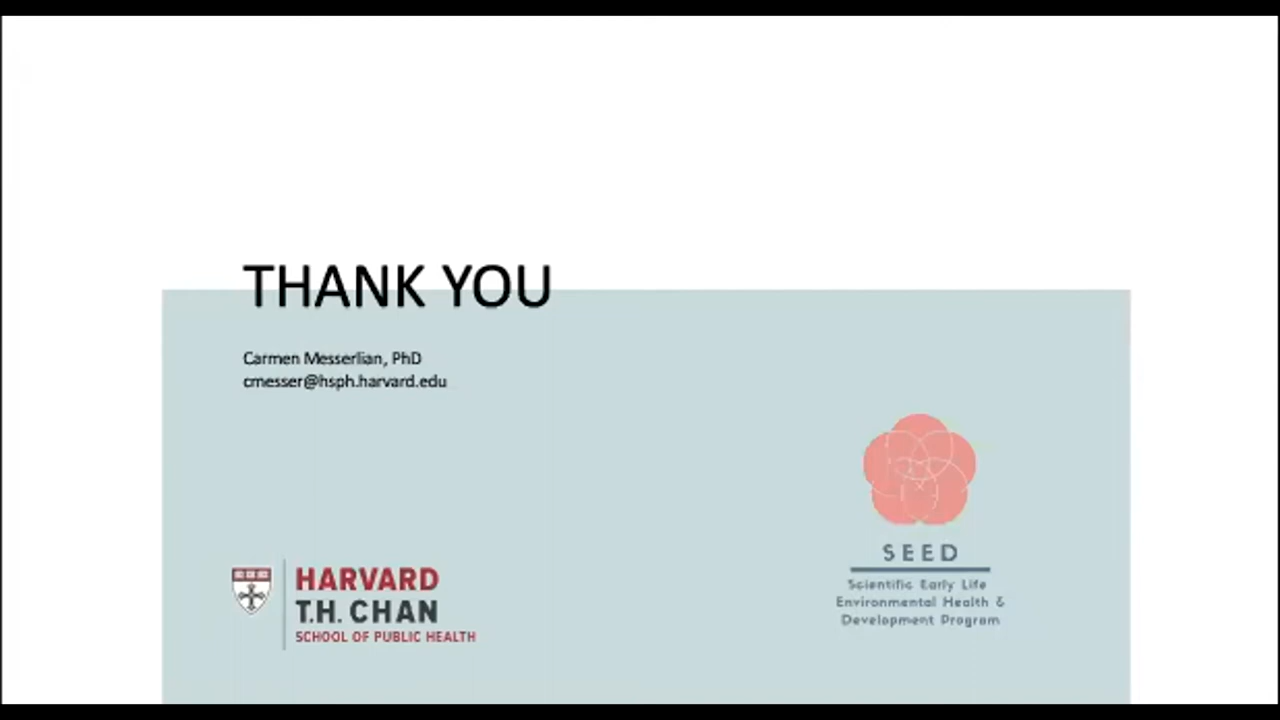 THANK YOU
Carmen Messerlian, PhD
cmesser@hsph.harvard.edu
HARVARD
T.H. CHAN
SCHOOL OF PUBLIC HEALTH
SEED
Scientific Early Life
Environmental Health &
Development Program